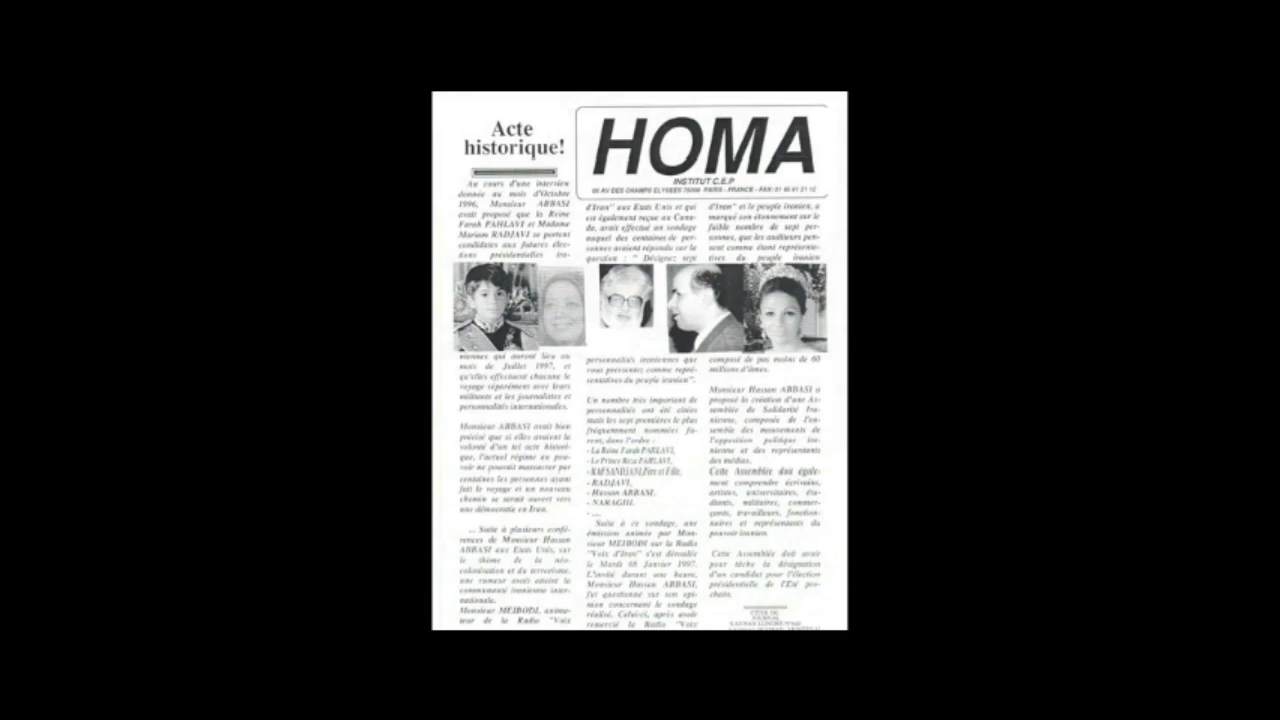 Acte
historique!
HOMA
INSTITUT C.E.P
66 AV DES CHAMPS ELYSEES 75008 PARIS - FRANCE - FAX: 01 45 61 21 12
Au cours d'une interview
donnée au mois d'Octobre
1996, Monsieur ABBASI
avait proposé que la Reine
Farah PAHLAVI et Madame
Mariam RADJAVI se portent
candidates aux futures élec-
tions présidentielles ira-
niennes qui auront lieu au
mois de Juillet 1997, et
qu'elles effectuent chacune le
voyage séparément avec leurs
militants et les journalistes et
personnalités internationales.
Monsieur ABBASI avait bien
précisé que si elles avaient la
volonté d'un tel acte histori-
que, l'actuel régime au pou-
voir ne pouvait massacrer par
centaines les personnes ayant
fait le voyage et un nouveau
chemin se serait ouvert vers
une démocratie en Iran.
... Suite à plusieurs confé-
rences de Monsieur Hassan
ABBASI aux Etats Unis, sur
le thème de la néo-
colonisation et du terrorisme,
une rumeur avait atteint la
communauté iranienne inter-
nationale.
Monsieur MEIBODI, anima-
teur de la Radio "Voix
d'Iran" aux Etats Unis et qui
est également reçue au Cana-
da, avait effectué un sondage
auquel des centaines de per-
sonnes avaient répondu sur la
question : " Désignez sept
personnalités iraniennes que
vous pressentez comme repré-
sentatives du peuple iranien".
Un nombre très important de
personnalités ont été citées
mais les sept premières le plus
fréquemment nommées fu-
rent, dans l'ordre :
- La Reine Farah PAHLAVI,
- Le Prince Reza PAHLAVI,
- RAFSANDJANI, Père et Fille,
- RADJAVI,
- Hassan ABBASI,
- NARAGHI,
- ....
Suite à ce sondage, une
émission animée par Mon-
sieur MEIBODI sur la Radio
"Voix d'Iran" s'est déroulée
le Mardi 08 Janvier 1997.
L'invité durant une heure,
Monsieur Hassan ABBASI,
fut questionné sur son opi-
nion concernant le sondage
réalisé. Celui-ci, après avoir
remercié la Radio "Voix
d'Iran" et le peuple iranien, a
marqué son étonnement sur le
faible nombre de sept per-
sonnes, que les auditeurs pen-
sent comme étant représenta-
tives du peuple iranien
composé de pas moins de 60
millions d'âmes.
Monsieur Hassan ABBASI a
proposé la création d'une As-
semblée de Solidarité Ira-
nienne, composée de l'en-
semble des mouvements de
l'opposition politique ira-
nienne et des représentants
des médias.
Cette Assemblée doit égale-
ment comprendre écrivains,
artistes, universitaires, étu-
diants, militaires, commer-
çants, travailleurs, fonction-
naires et représentants du
pouvoir iranien.
Cette Assemblée doit avoir
pour tâche la désignation
d'un candidat pour l'élection
présidentielle de l'Eté pro-
chain.
JOURNAL